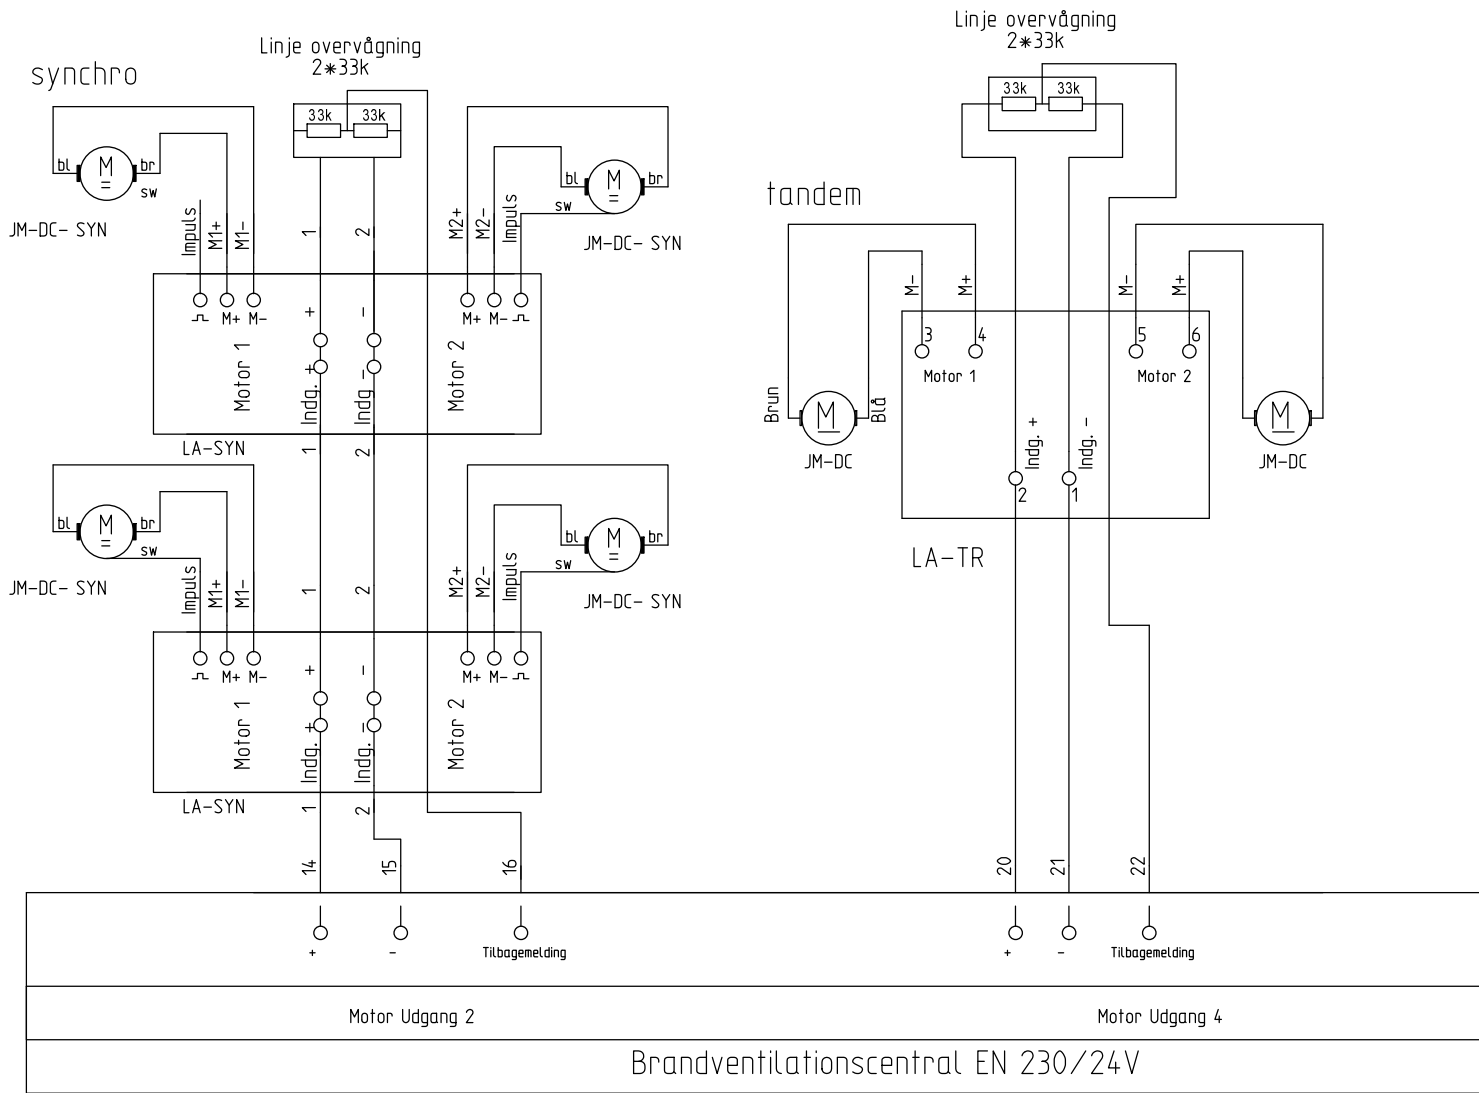 Linje overvågning
2*33k
synchro
33k 33k
bl M = br
sw
JM-DC- SYN
Impuls M1+ M1- 1 2 M2+ M2- Impuls
bl M = br
sw
JM-DC- SYN
M+ M- + - M+ M-
Motor 1 Indg. + Indg - Motor 2
LA-SYN
1 2
bl M = br
sw
JM-DC- SYN
Impuls M1+ M1- 1 2 M2+ M2- Impuls
bl M = br
sw
JM-DC- SYN
M+ M- + - M+ M-
Motor 1 Indg. + Indg. - Motor 2
LA-SYN
1 2
14 15 16
Linje overvågning
2*33k
33k 33k
tandem
M- M+ M- M+
3 4 5 6
Motor 1 Motor 2
Brun M Blå
JM-DC
M
JM-DC
Indg. + Indg. -
2 1
LA-TR
20 21 22
+ - Tilbagemelding
+ - Tilbagemelding
Motor Udgang 2
Motor Udgang 4
Brandventilationscentral EN 230/24V